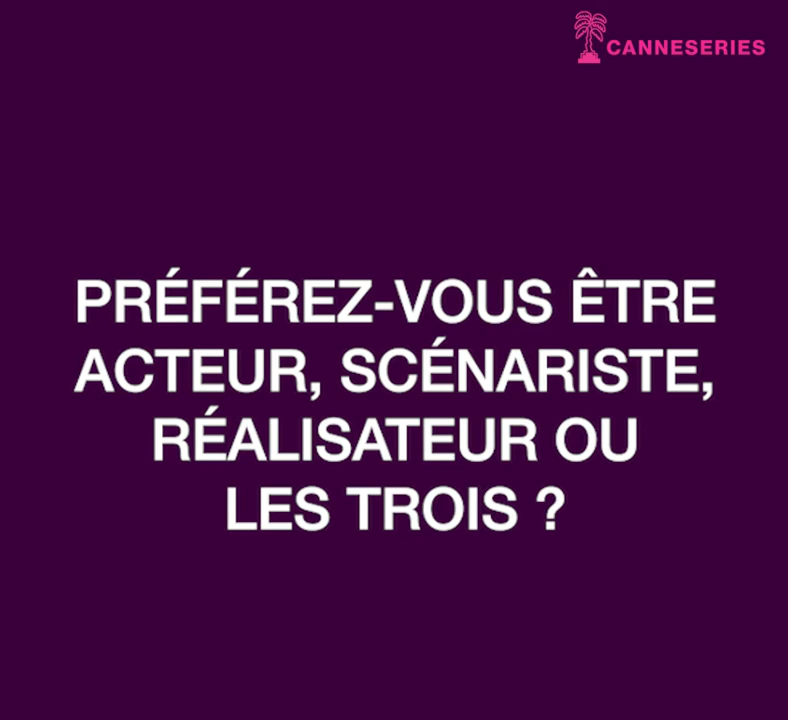 CANNESERIES
PRÉFÉREZ-VOUS ÊTRE
ACTEUR, SCÉNARISTE,
RÉALISATEUR OU
LES TROIS ?